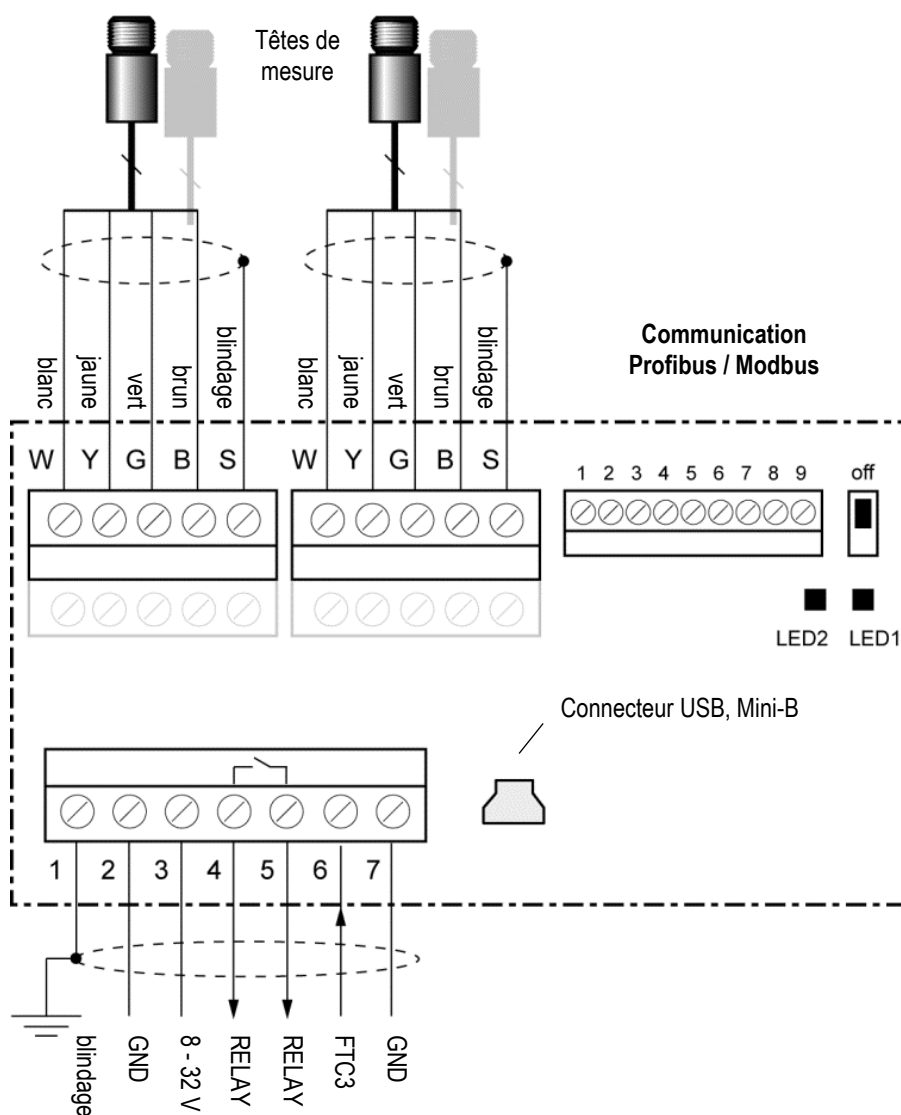 Têtes de
mesure
blanc
jaune
vert
brun
blindage
blanc
jaune
vert
brun
blindage
Communication
Profibus / Modbus
W Y G B S
W Y G B S
1 2 3 4 5 6 7 8 9
off
LED2 LED1
Connecteur USB, Mini-B
1 2 3 4 5 6 7
blindage
GND
8 - 32 V
RELAY
RELAY
FTC3
GND